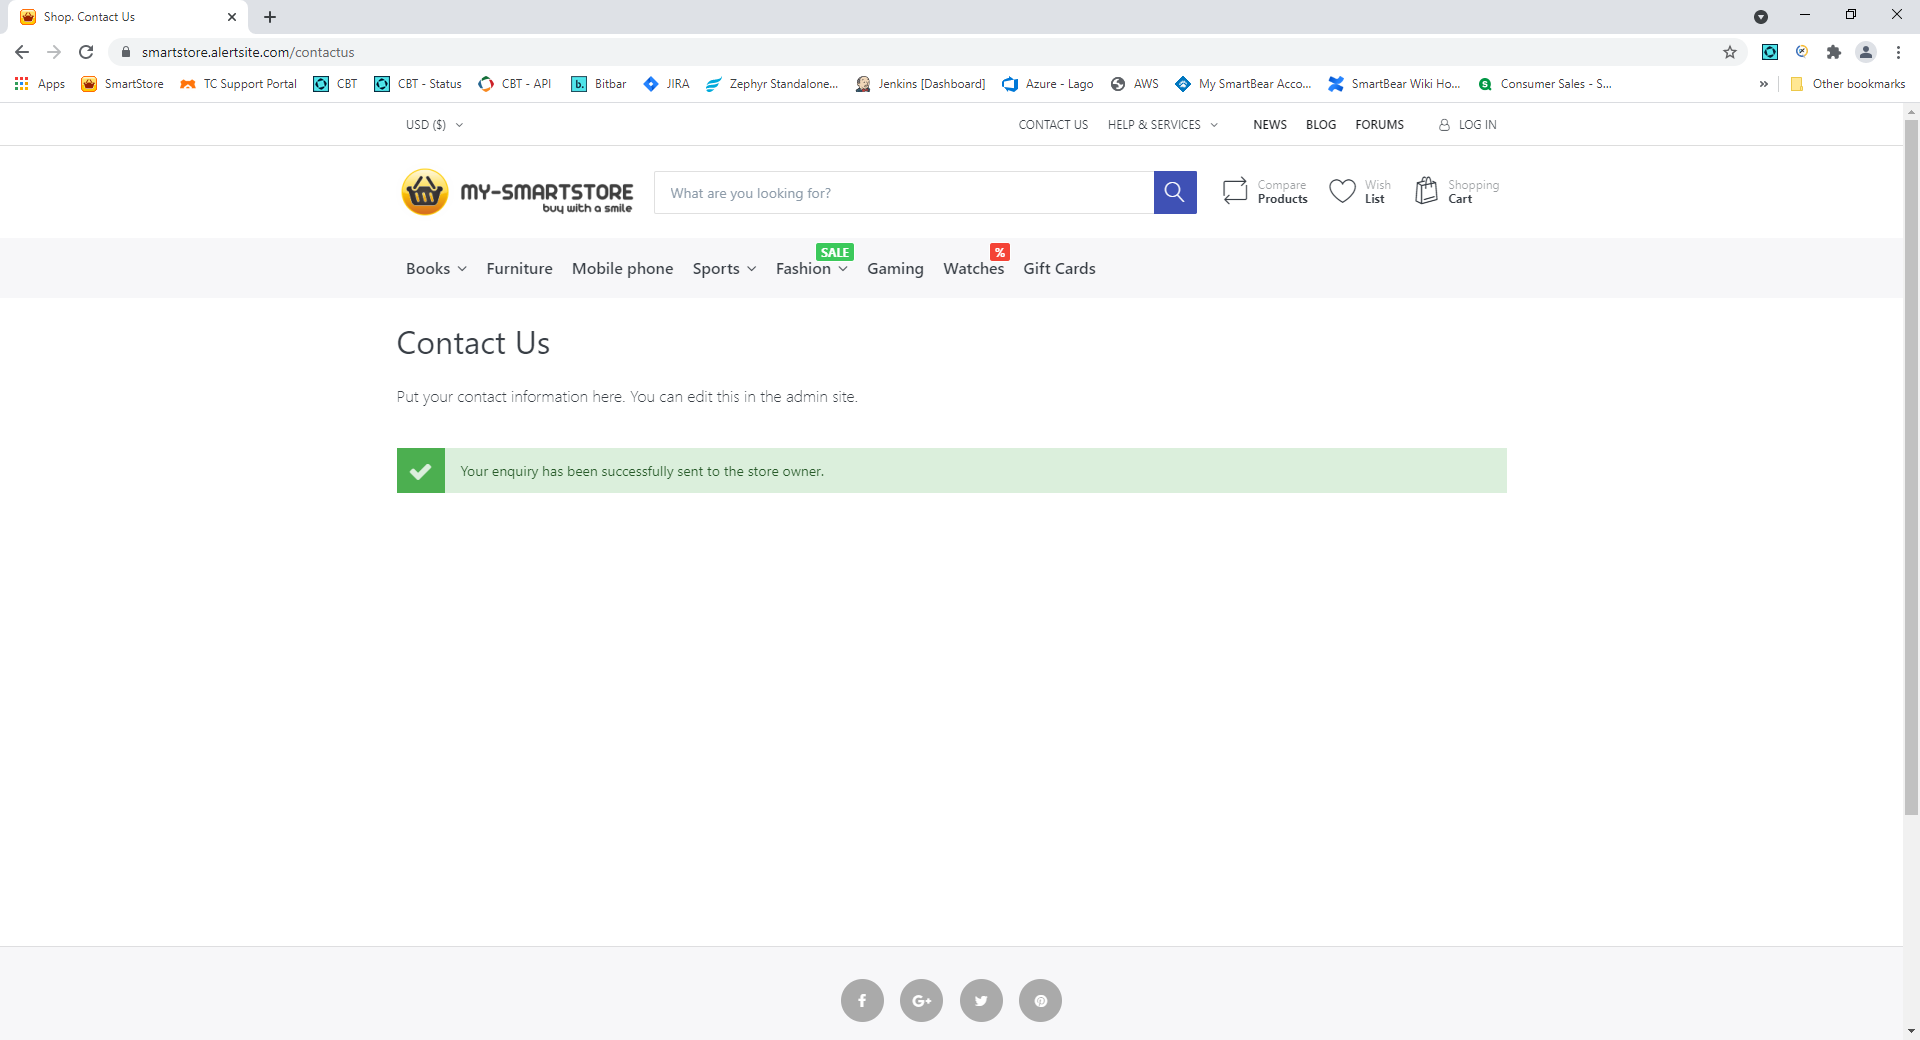 Shop. Contact Us
smartstore.alertsite.com/contactus
Apps SmartStore TC Support Portal CBT CBT - Status CBT - API b. Bitbar JIRA Zephyr Standalone... Jenkins [Dashboard] Azure - Lago AWS My SmartBear Acco... SmartBear Wiki Ho... S Consumer Sales - S... » Other bookmarks
USD ($) CONTACT US HELP & SERVICES NEWS BLOG FORUMS LOG IN
MY-SMARTSTORE
buy with a smile
What are you looking for?
Compare
Products
Wish
List
Shopping
Cart
SALE %
Books Furniture Mobile phone Sports Fashion Gaming Watches Gift Cards
Contact Us
Put your contact information here. You can edit this in the admin site.
Your enquiry has been successfully sent to the store owner.
f G+